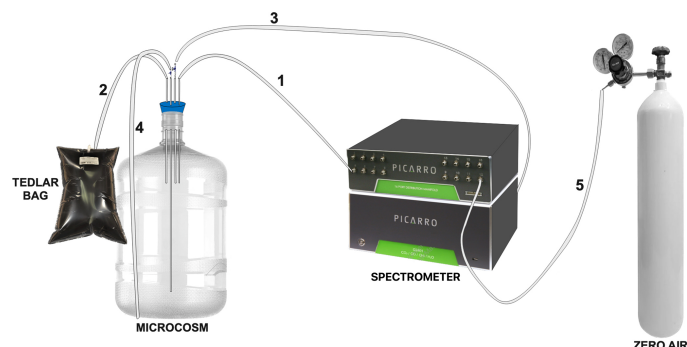 3
1
2
4
5
PICARRO
PICARRO
TEDLAR
BAG
SPECTROMETER
MICROCOSM
ZERO AIR